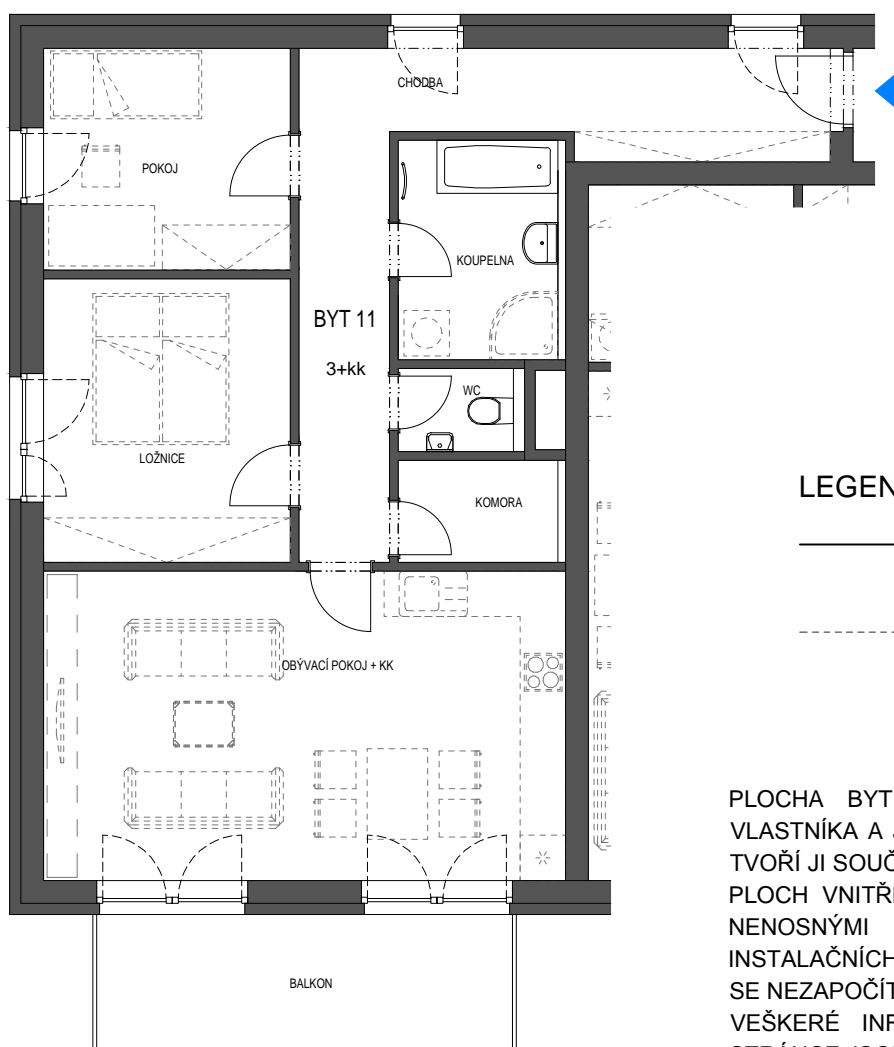 CHODBA
POKOJ
KOUPELNA
BYT 11
3+kk
WC
LOŽNICE
KOMORA
LEGEN
OBÝVACÍ POKOJ + KK
BALKON
PLOCHA BYT
VLASTNÍKA A
TVOŘÍ JI SOUČ
PLOCH VNITŘ
NENOSNÝMI
INSTALAČNÍCH
SE NEZAPOČÍT
VEŠKERÉ INF